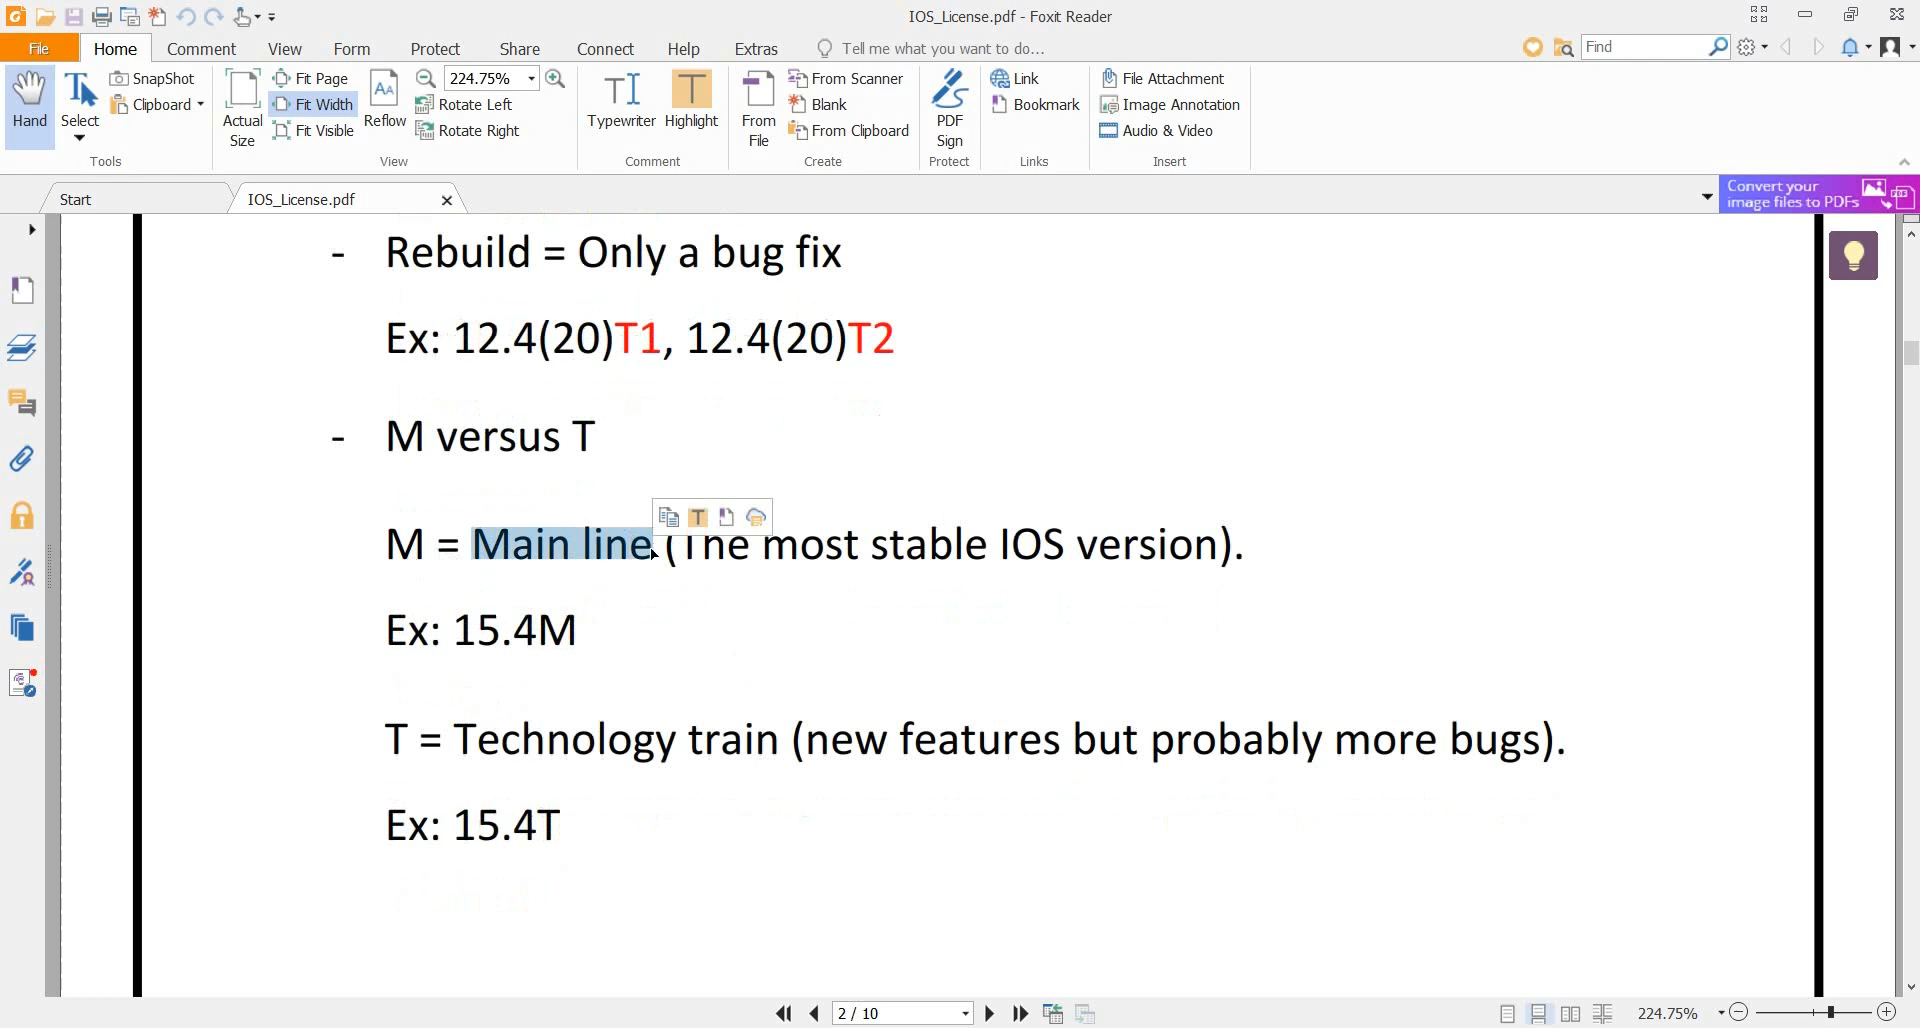 IOS_License.pdf - Foxit Reader
File Home Comment View Form Protect Share Connect Help Extras Tell me what you want to do... Find
Hand
Select
SnapShot
Clipboard
Tools
Actual Size
Fit Page
Fit Width
Fit Visible
Reflow
224.75%
Rotate Left
Rotate Right
View
Typewriter
Highlight
Comment
From File
From Scanner
Blank
From Clipboard
Create
PDF Sign
Protect
Link
Bookmark
Links
File Attachment
Image Annotation
Audio & Video
Insert
Start IOS_License.pdf
Convert your
image files to PDFs
- Rebuild = Only a bug fix
Ex: 12.4(20)T1, 12.4(20)T2
- M versus T
M = Main line (The most stable IOS version).
Ex: 15.4M
T = Technology train (new features but probably more bugs).
Ex: 15.4T
2 / 10 224.75%